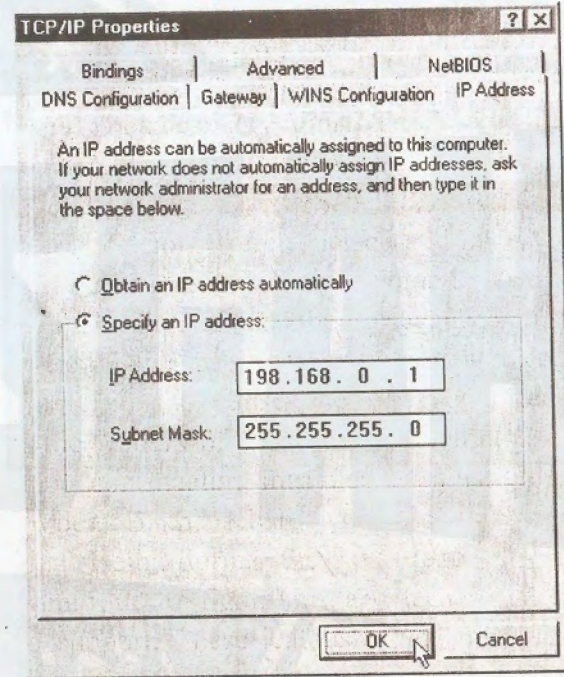 TCP/IP Properties
? ×
Bindings | Advanced | NetBIOS
DNS Configuration | Gateway | WINS Configuration IP Address
An IP address can be automatically assigned to this computer.
If your network does not automatically assign IP addresses, ask
your network administrator for an address, and then type it in
the space below.
Obtain an IP address automatically
Specify an IP address:
IP Address: 198.168. 0 . 1
Subnet Mask: 255.255.255. 0
OK Cancel